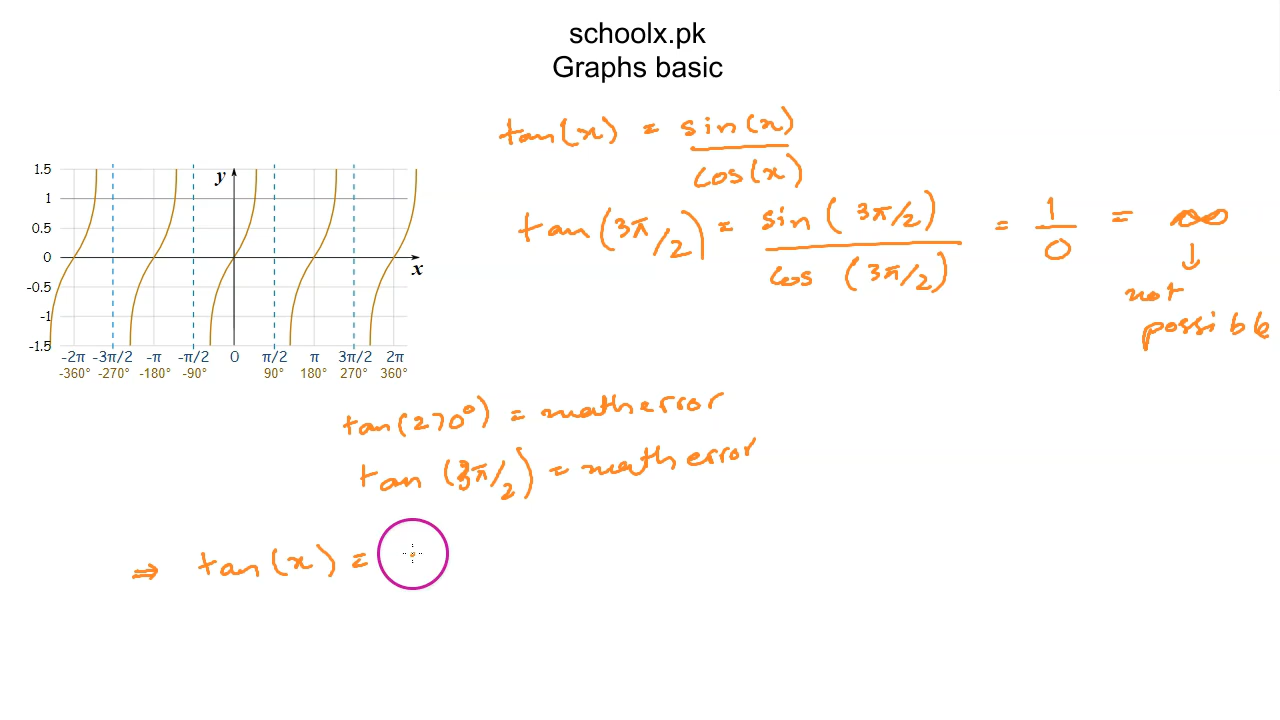 schoolx.pk
Graphs basic
tan(x) = sin(x)
cos(x)
tan(3π/2) = sin(3π/2) = 1 = ∞
cos(3π/2) 0
↓
not
possible
y
1.5
1
0.5
0
-0.5
-1
-1.5
x
-2π -3π/2 -π -π/2 0 π/2 π 3π/2 2π
-360° -270° -180° -90° 90° 180° 270° 360°
tan(270°) = matherror
tan(3π/2) = math error
⇒ tan(x) =